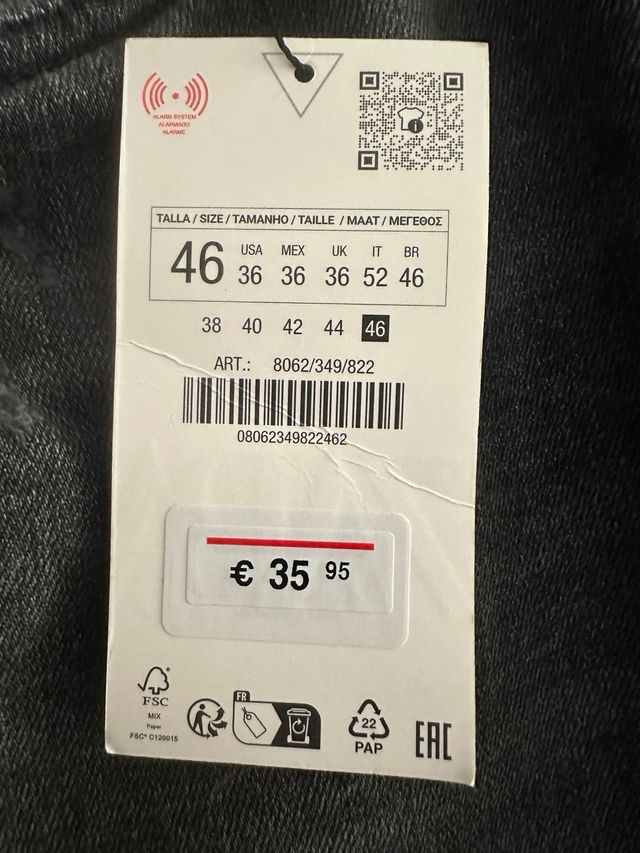 ALARM SYSTEM
ALARMADO
ALARME
TALLA / SIZE / TAMANHO / TAILLE / MAAT / ΜΕΓΕΘΟΣ
46 USA MEX UK IT BR
36 36 36 52 46
38 40 42 44 46
ART.: 8062/349/822
08062349822462
€ 35 95
FSC
MIX
Paper
FSC® C120015
FR
22
PAP
EAC